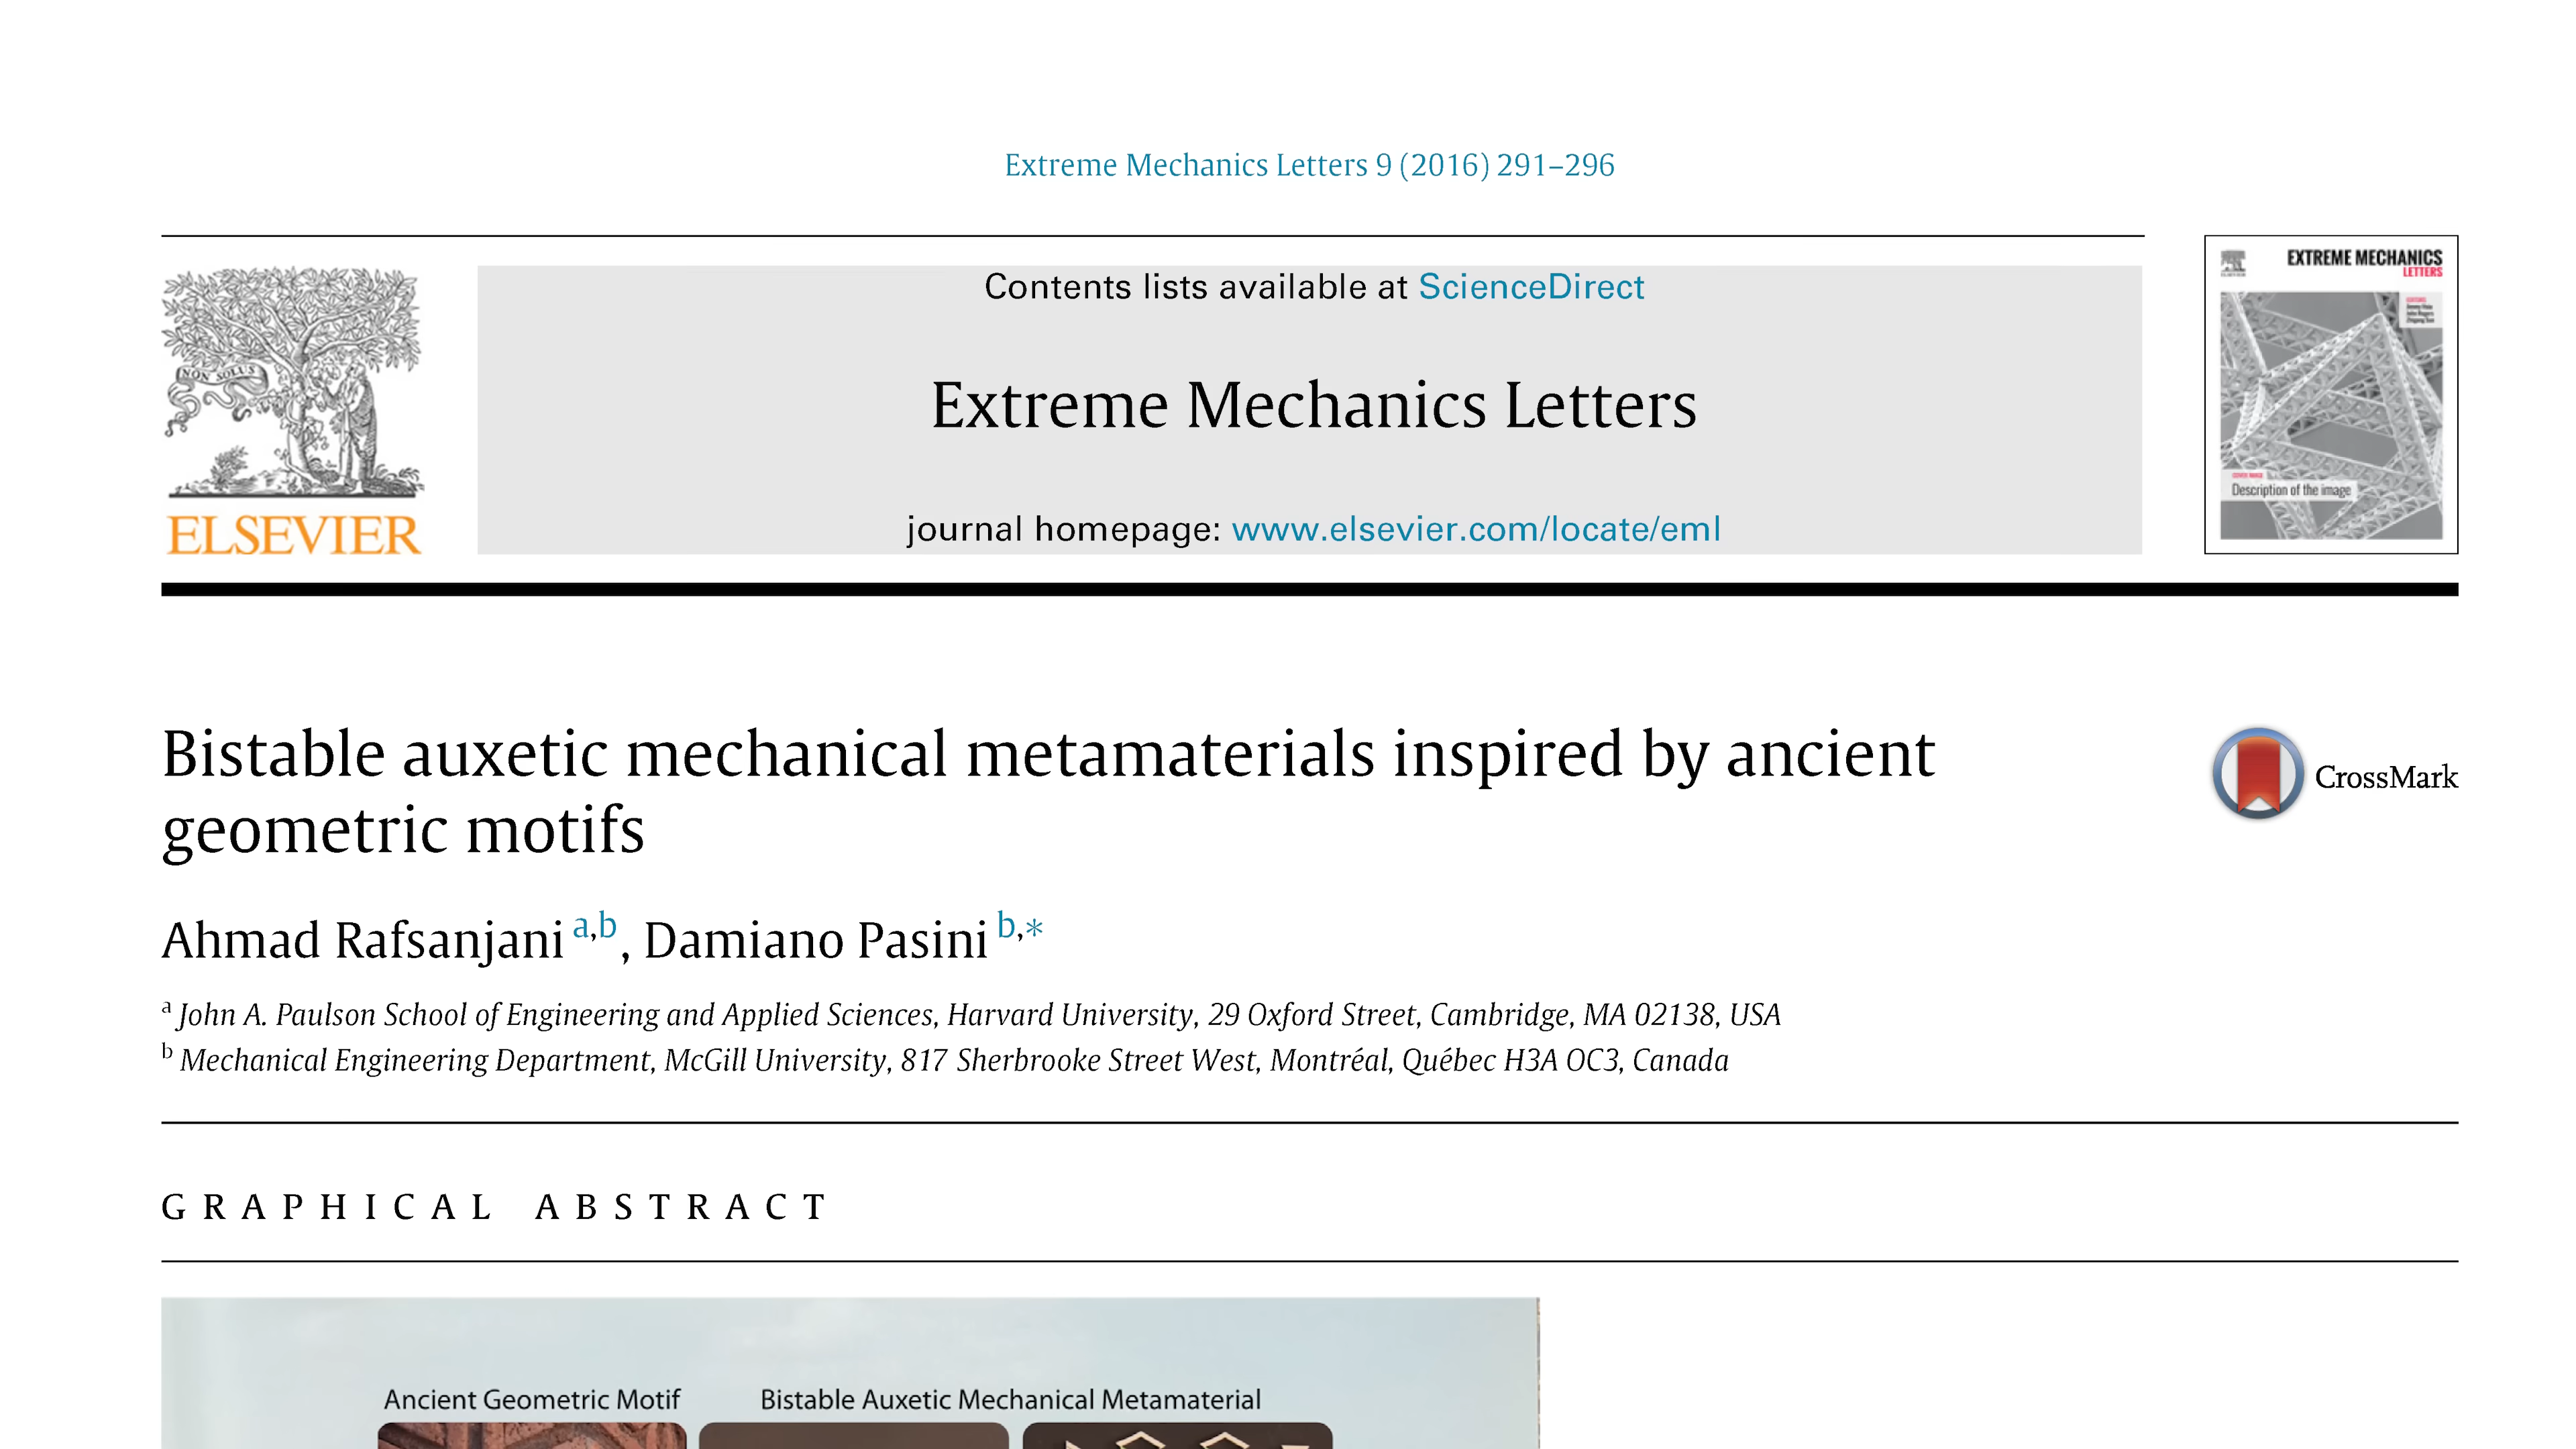 Extreme Mechanics Letters 9 (2016) 291–296
Contents lists available at ScienceDirect
Extreme Mechanics Letters
journal homepage: www.elsevier.com/locate/eml
NON SOLUS
ELSEVIER
EXTREME MECHANICS
LETTERS
Description of the image
Bistable auxetic mechanical metamaterials inspired by ancient
geometric motifs
CrossMark
Ahmad Rafsanjani a,b, Damiano Pasini b,*
a John A. Paulson School of Engineering and Applied Sciences, Harvard University, 29 Oxford Street, Cambridge, MA 02138, USA
b Mechanical Engineering Department, McGill University, 817 Sherbrooke Street West, Montréal, Québec H3A OC3, Canada
GRAPHICAL ABSTRACT
Ancient Geometric Motif
Bistable Auxetic Mechanical Metamaterial